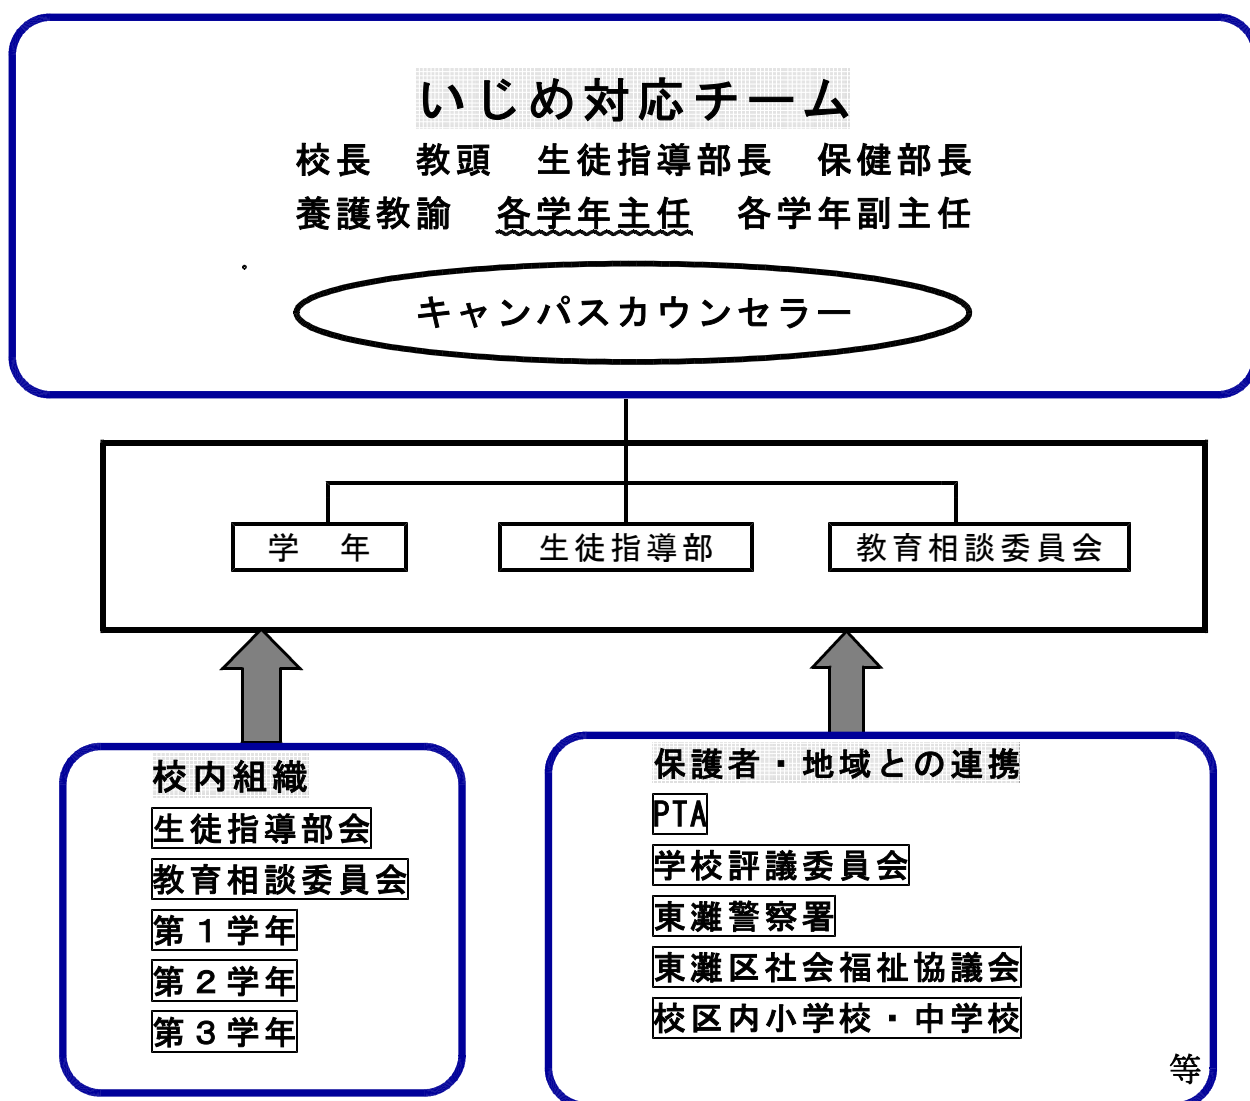 いじめ対応チーム
校長　教頭　生徒指導部長　保健部長
養護教諭　各学年主任　各学年副主任
キャンパスカウンセラー
学　年
生徒指導部
教育相談委員会
校内組織
生徒指導部会
教育相談委員会
第１学年
第２学年
第３学年
保護者・地域との連携
PTA
学校評議委員会
東灘警察署
東灘区社会福祉協議会
校区内小学校・中学校
等